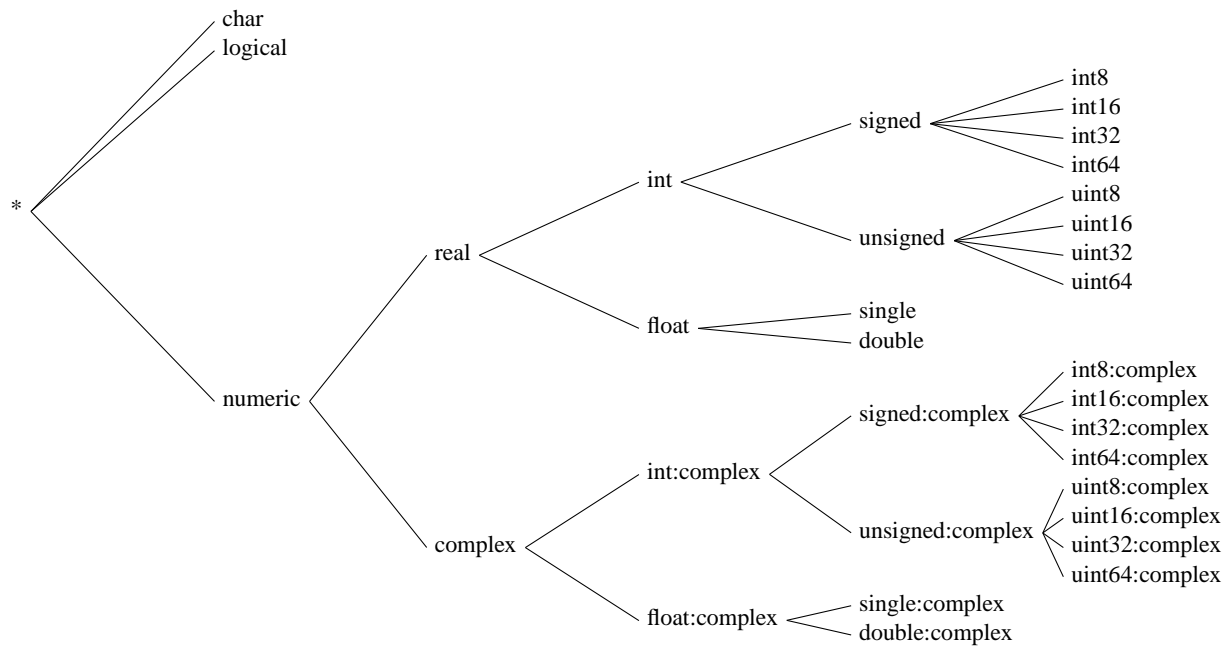 char
logical
int8
int16
signed
int32
int64
int
uint8
*
uint16
unsigned
real
uint32
uint64
single
float
double
int8:complex
numeric
int16:complex
signed:complex
int32:complex
int64:complex
int:complex
uint8:complex
uint16:complex
unsigned:complex
complex
uint32:complex
uint64:complex
single:complex
float:complex
double:complex